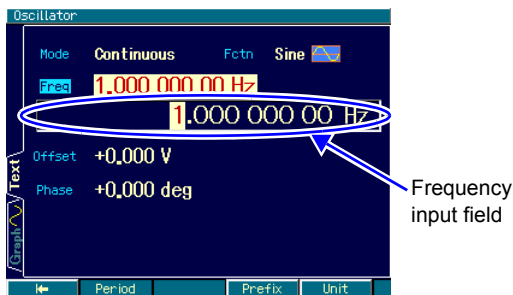 Oscillator
Mode Continuous Fctn Sine
Freq 1.000 000 00 Hz
1.000 000 00 Hz
Offset +0.000 V
Phase +0.000 deg
Text
Graph
Period Prefix Unit
Frequency
input field